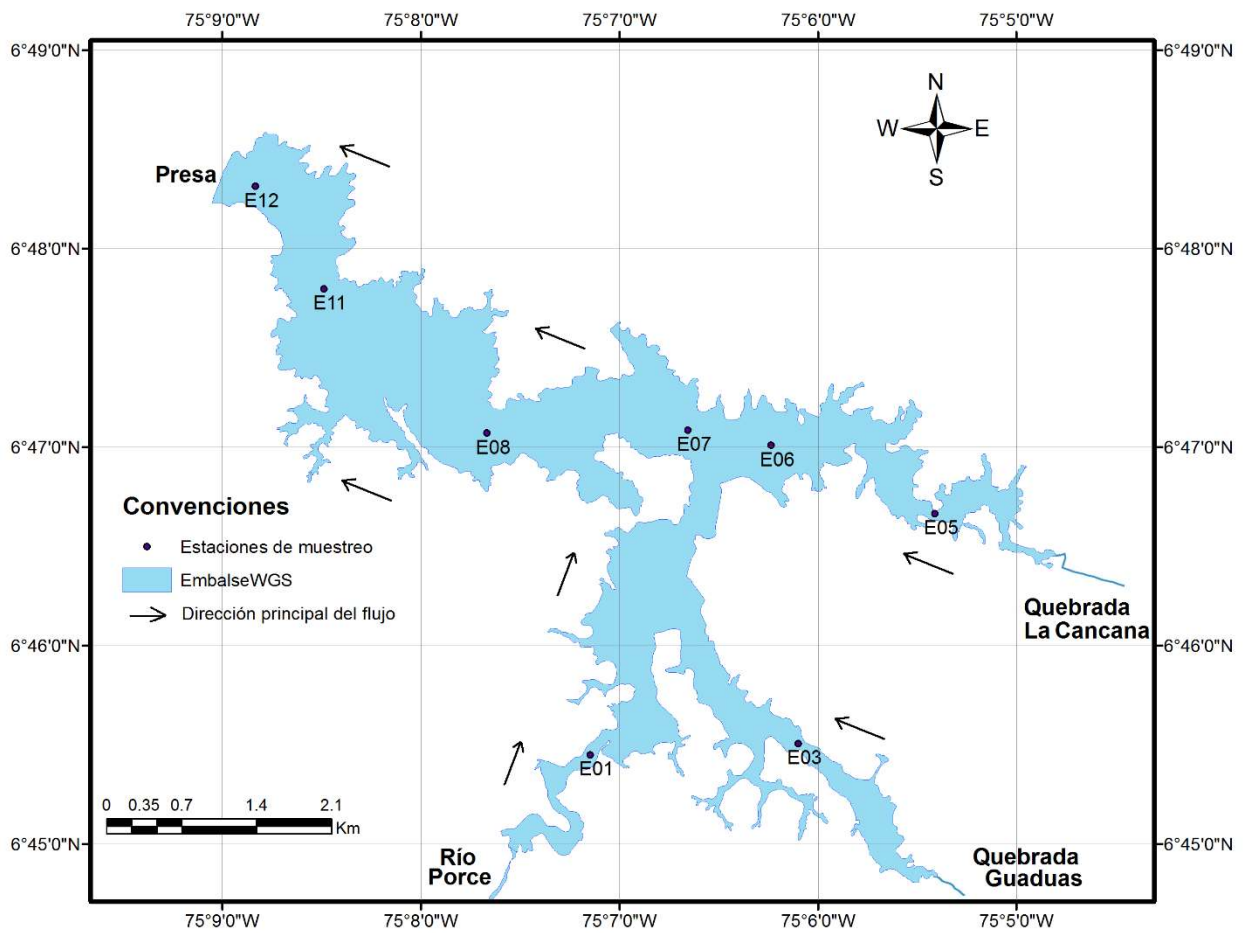 75°9'0"W 75°8'0"W 75°7'0"W 75°6'0"W 75°5'0"W
6°49'0"N 6°49'0"N
N
W E
S
Presa
E12
6°48'0"N 6°48'0"N
E11
6°47'0"N 6°47'0"N
E08
E07
E06
E05
Convenciones
Estaciones de muestreo
EmbalseWGS
Dirección principal del flujo
Quebrada
La Cancana
6°46'0"N 6°46'0"N
E01
E03
0 0.35 0.7 1.4 2.1
Km
6°45'0"N 6°45'0"N
Río
Porce
Quebrada
Guaduas
75°9'0"W 75°8'0"W 75°7'0"W 75°6'0"W 75°5'0"W